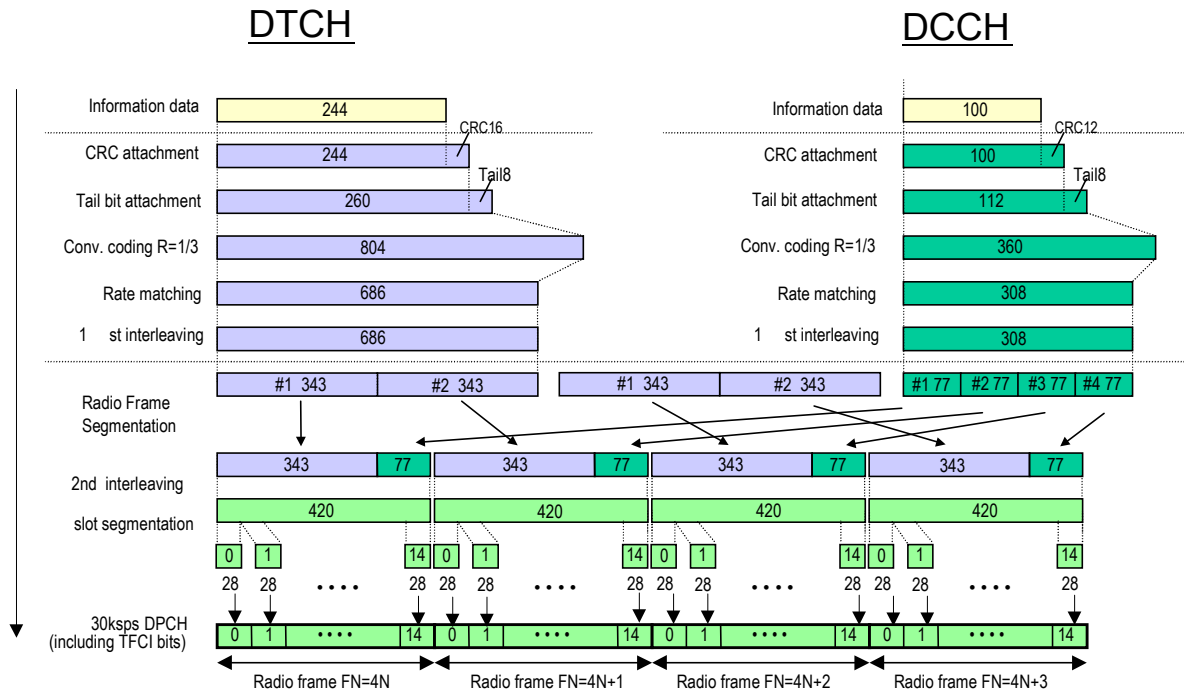 DTCH
DCCH
Information data
244
Information data
100
CRC16
CRC12
CRC attachment
244
CRC attachment
100
Tail8
Tail8
Tail bit attachment
260
Tail bit attachment
112
Conv. coding R=1/3
804
Conv. coding R=1/3
360
Rate matching
686
Rate matching
308
1 st interleaving
686
1 st interleaving
308
#1 343 #2 343 #1 343 #2 343 #1 77 #2 77 #3 77 #4 77
Radio Frame
Segmentation
343 77 343 77 343 77 343 77
2nd interleaving
420 420 420 420
slot segmentation
0 1 14 0 1 14 0 1 14 0 1 14
28 28 •••• 28 28 28 •••• 28 28 28 •••• 28 28 28 •••• 28
30ksps DPCH
(including TFCI bits)
0 1 •••• 14 0 1 •••• 14 0 1 •••• 14 0 1 •••• 14
Radio frame FN=4N Radio frame FN=4N+1 Radio frame FN=4N+2 Radio frame FN=4N+3